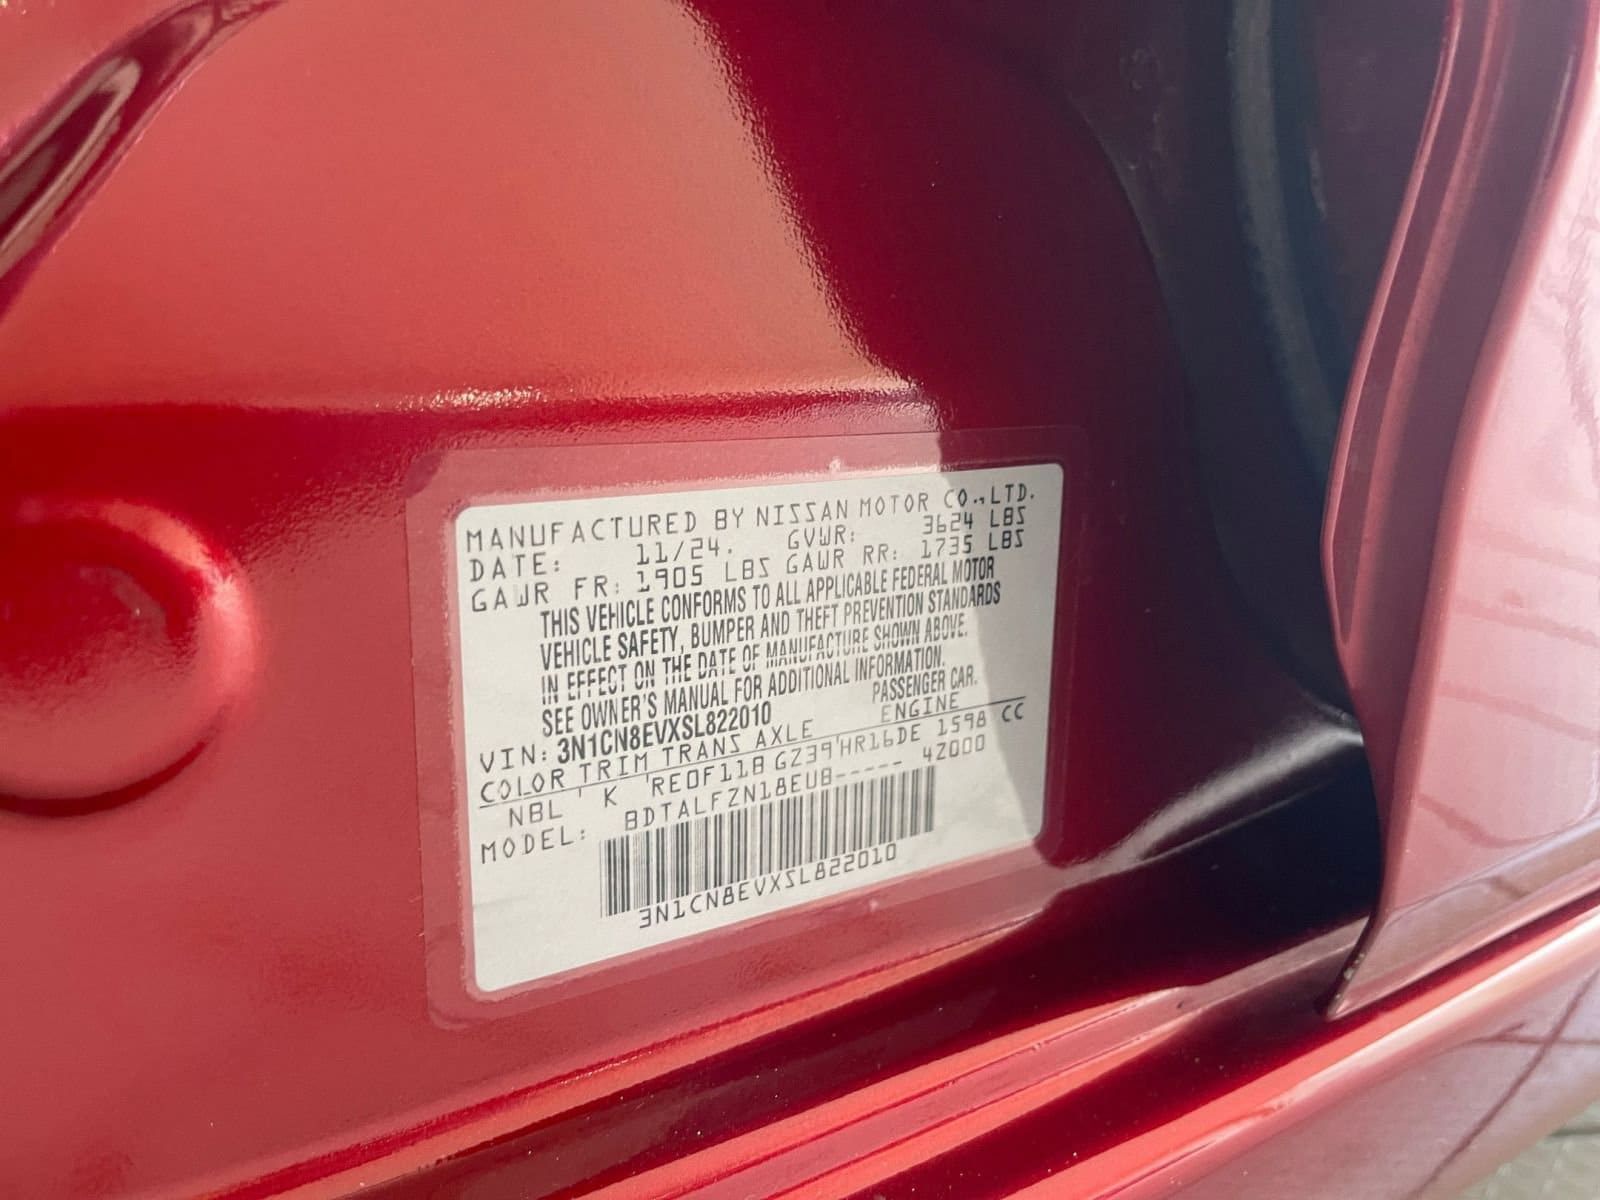 MANUFACTURED BY NISSAN MOTOR CO.,LTD.
DATE: 11/24. GVWR: 3624 LBS
GAWR FR: 1905 LBS GAWR RR: 1735 LBS
THIS VEHICLE CONFORMS TO ALL APPLICABLE FEDERAL MOTOR
VEHICLE SAFETY, BUMPER AND THEFT PREVENTION STANDARDS
IN EFFECT ON THE DATE OF MANUFACTURE SHOWN ABOVE.
SEE OWNER'S MANUAL FOR ADDITIONAL INFORMATION.
VIN: 3N1CN8EVXSL822010 PASSENGER CAR.
COLOR TRIM TRANS AXLE ENGINE
NBL ' K 'RE0F11B GZ39'HR16DE 1598 CC
MODEL: BDTALFZN18EUB----- 42000
3N1CN8EVXSL822010